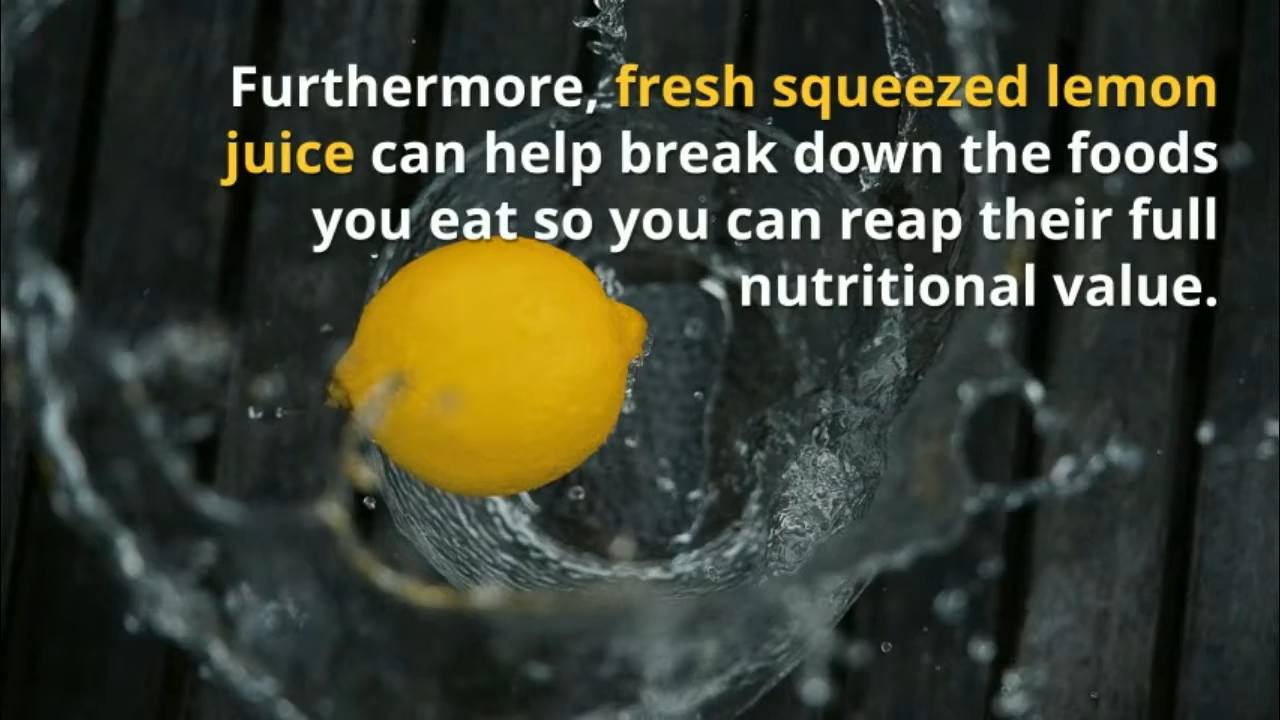 Furthermore, fresh squeezed lemon
juice can help break down the foods
you eat so you can reap their full
nutritional value.